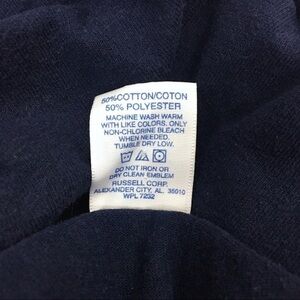 50%COTTON/COTON
50% POLYESTER
MACHINE WASH WARM
WITH LIKE COLORS. ONLY
NON-CHLORINE BLEACH
WHEN NEEDED.
TUMBLE DRY LOW.
DO NOT IRON OR
DRY CLEAN EMBLEM
RUSSELL CORP.
ALEXANDER CITY, AL. 35010
WPL 7252